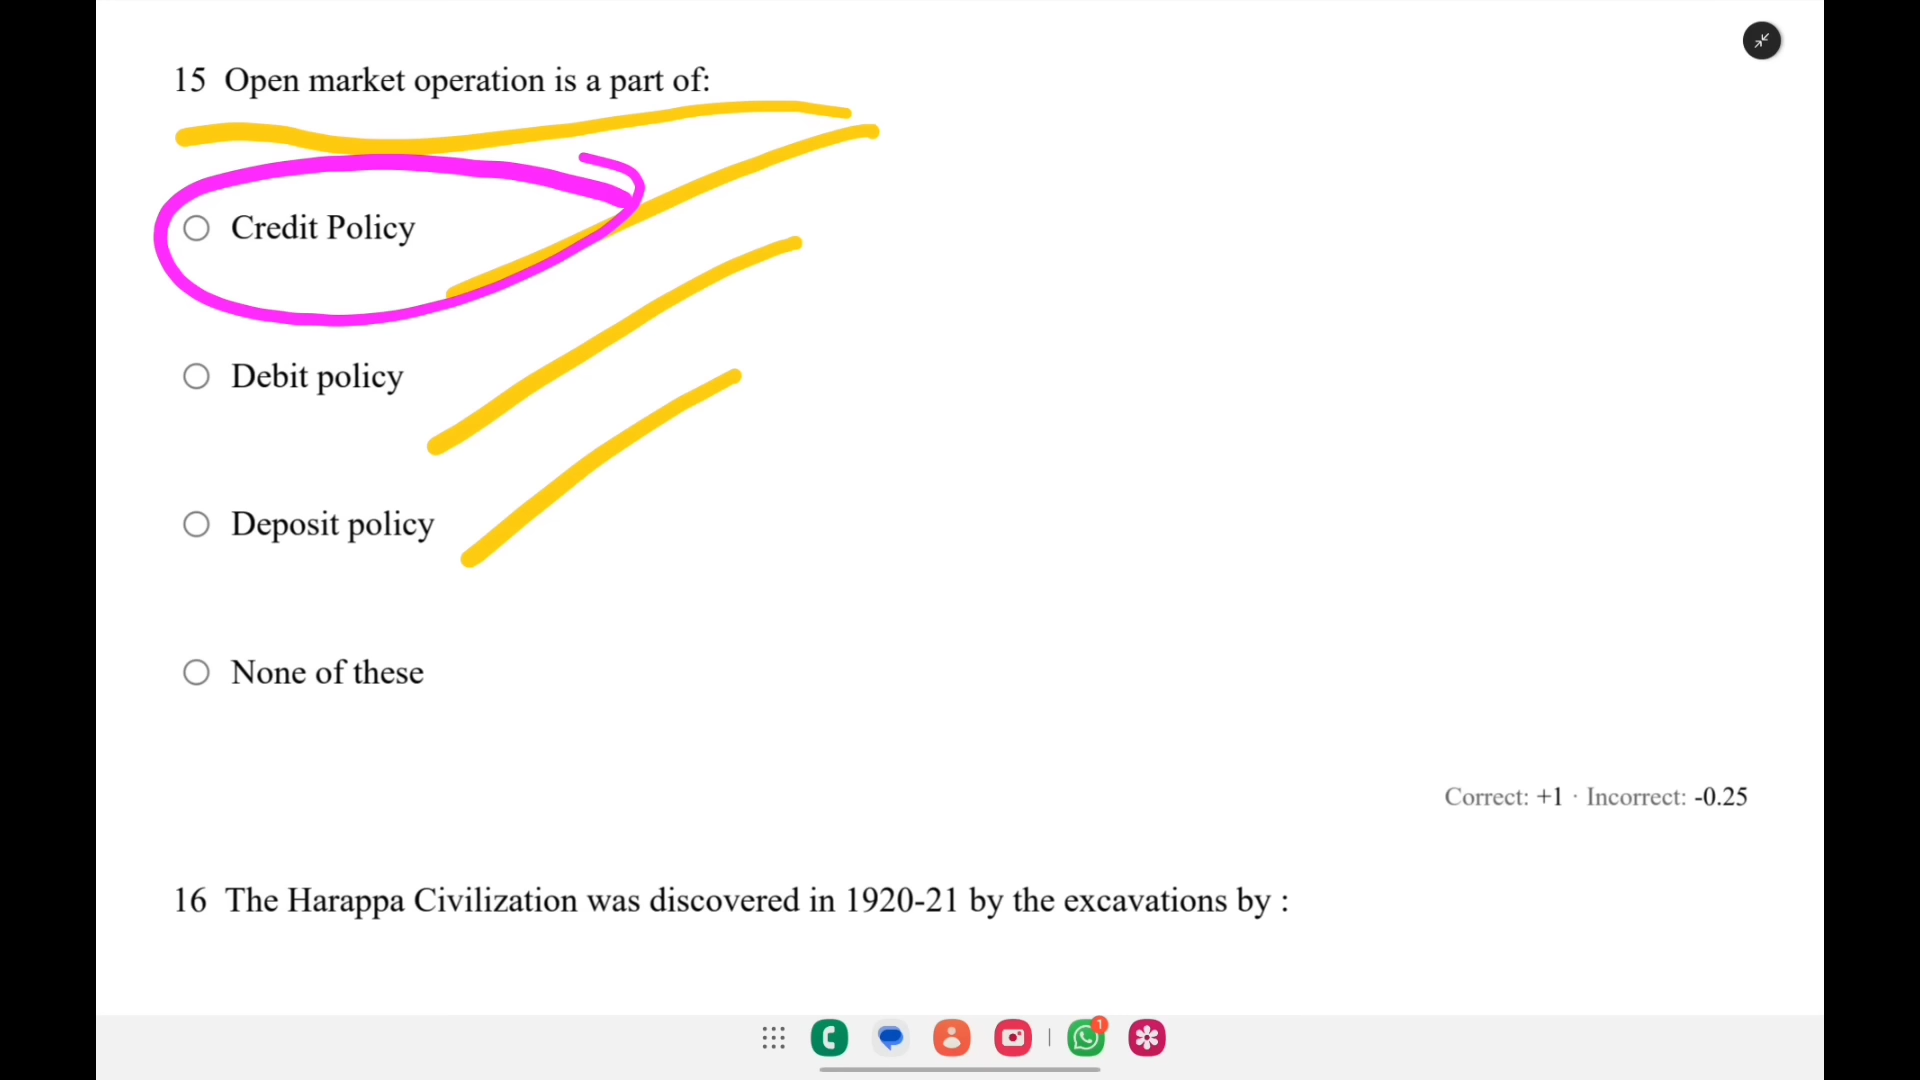 15 Open market operation is a part of:
Credit Policy
Debit policy
Deposit policy
None of these
Correct: +1 · Incorrect: -0.25
16 The Harappa Civilization was discovered in 1920-21 by the excavations by :
1